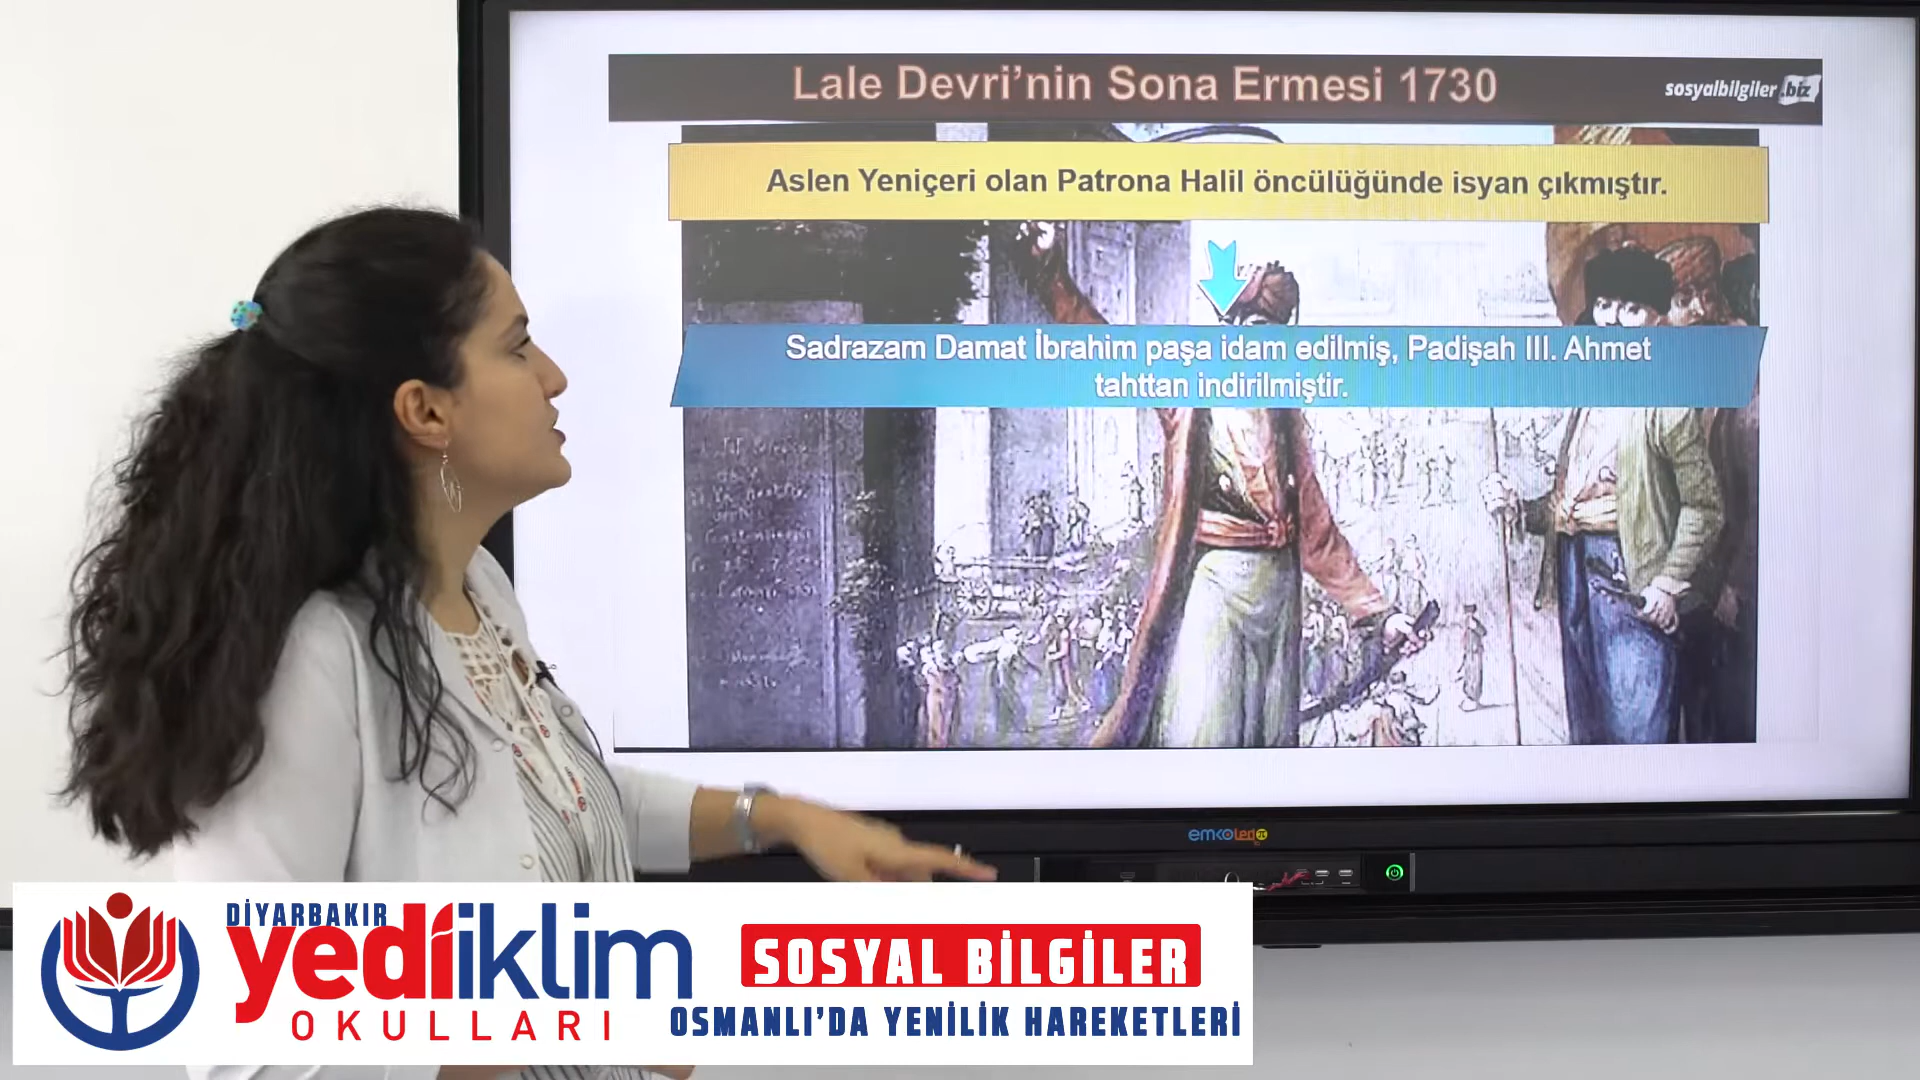 Lale Devri’nin Sona Ermesi 1730
sosyalbilgiler.biz
Aslen Yeniçeri olan Patrona Halil öncülüğünde isyan çıkmıştır.
Sadrazam Damat İbrahim paşa idam edilmiş, Padişah III. Ahmet
tahttan indirilmiştir.
emkoled
DİYARBAKIR
yediiklim
OKULLARI
SOSYAL BİLGİLER
OSMANLI’DA YENİLİK HAREKETLERİ